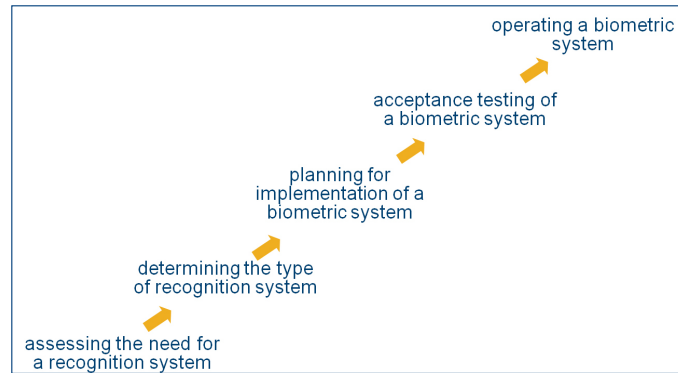 operating a biometric
system
acceptance testing of
a biometric system
planning for
implementation of a
biometric system
determining the type
of recognition system
assessing the need for
a recognition system